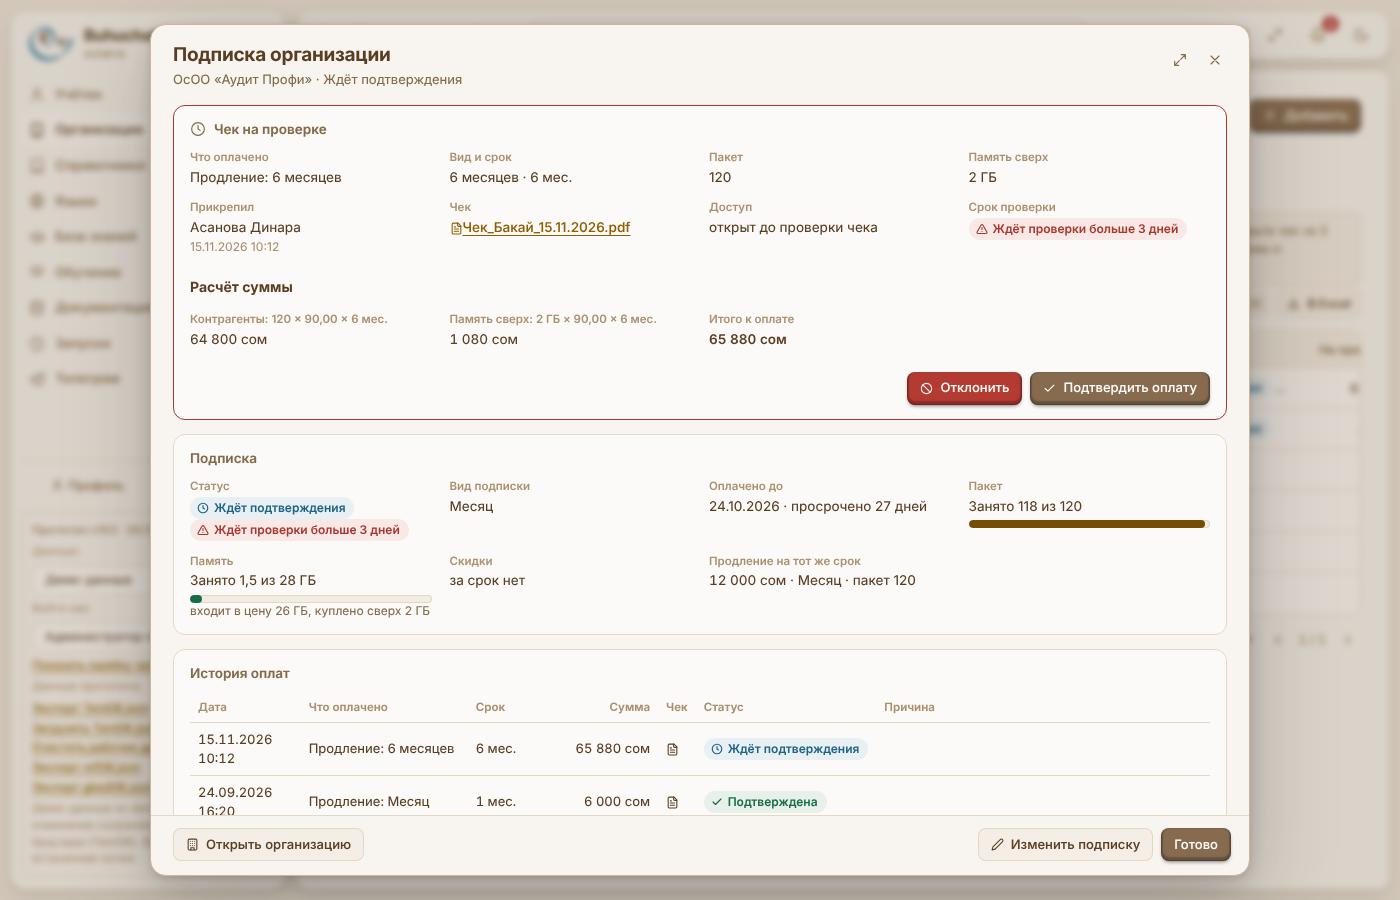 Подписка организации
ОсОО «Аудит Профи» · Ждёт подтверждения
Чек на проверке
Что оплачено
Вид и срок
Пакет
Память сверх
Продление: 6 месяцев
6 месяцев · 6 мес.
120
2 ГБ
Прикрепил
Чек
Доступ
Срок проверки
Асанова Динара
Чек_Бакай_15.11.2026.pdf
открыт до проверки чека
Ждёт проверки больше 3 дней
15.11.2026 10:12
Расчёт суммы
Контрагенты: 120 × 90,00 × 6 мес.
Память сверх: 2 ГБ × 90,00 × 6 мес.
Итого к оплате
64 800 сом
1 080 сом
65 880 сом
Отклонить
Подтвердить оплату
Подписка
Статус
Вид подписки
Оплачено до
Пакет
Ждёт подтверждения
Месяц
24.10.2026 · просрочено 27 дней
Занято 118 из 120
Ждёт проверки больше 3 дней
Память
Скидки
Продление на тот же срок
Занято 1,5 из 28 ГБ
за срок нет
12 000 сом · Месяц · пакет 120
входит в цену 26 ГБ, куплено сверх 2 ГБ
История оплат
Дата
Что оплачено
Срок
Сумма
Чек
Статус
Причина
15.11.2026
10:12
Продление: 6 месяцев
6 мес.
65 880 сом
Ждёт подтверждения
24.09.2026
16:20
Продление: Месяц
1 мес.
6 000 сом
Подтверждена
Открыть организацию
Изменить подписку
Готово